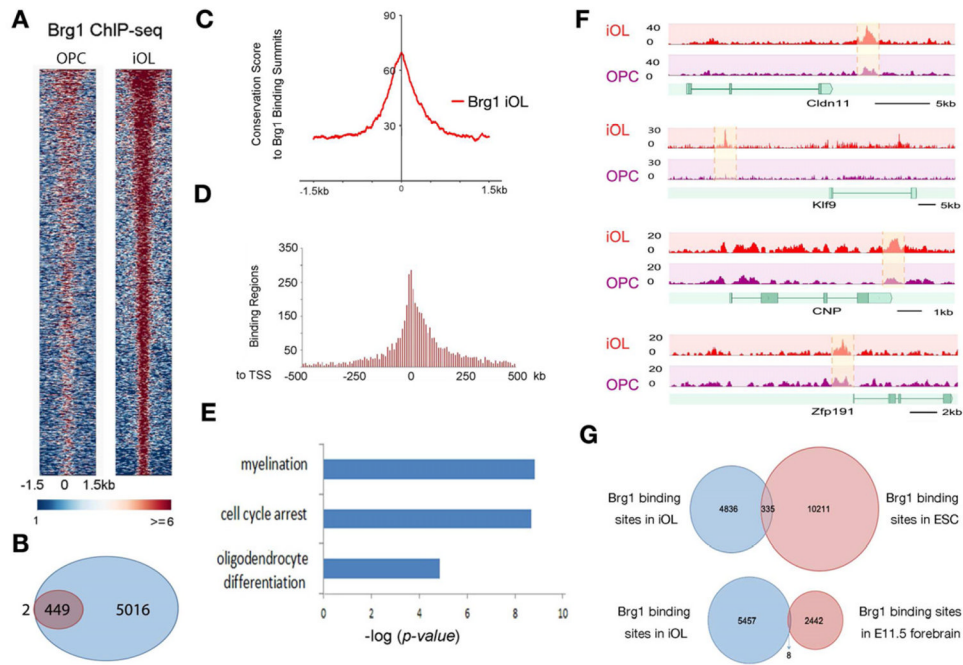 A
Brg1 ChIP-seq
OPC iOL
-1.5 0 1.5kb
1 >=6
B
2 449 5016
C
Conservation Score
to Brg1 Binding Summits
90
60
30
Brg1 iOL
-1.5kb 0 1.5kb
D
Binding Regions
350
250
150
50
to TSS -500 -250 0 250 500 kb
E
myelination
cell cycle arrest
oligodendrocyte
differentiation
0 2 4 6 8 10
-log (p-value)
F
iOL 40
0
OPC 40
0
Cldn11 5kb
iOL 30
0
OPC 30
0
Klf9 5kb
iOL 20
0
OPC 20
0
CNP 1kb
iOL 20
0
OPC 20
0
Zfp191 2kb
G
Brg1 binding
sites in iOL
4836 335 10211
Brg1 binding
sites in ESC
Brg1 binding
sites in iOL
5457 2442
8
Brg1 binding sites
in E11.5 forebrain